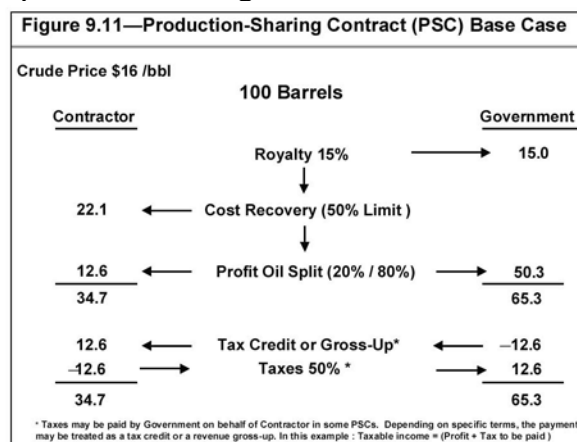 Figure 9.11—Production-Sharing Contract (PSC) Base Case
Crude Price $16 /bbl
100 Barrels
Contractor Government
Royalty 15% 15.0
22.1 Cost Recovery (50% Limit )
12.6 Profit Oil Split (20% / 80%) 50.3
34.7 65.3
12.6 Tax Credit or Gross-Up* –12.6
–12.6 Taxes 50% * 12.6
34.7 65.3
* Taxes may be paid by Government on behalf of Contractor in some PSCs. Depending on specific terms, the payment
may be treated as a tax credit or a revenue gross-up. In this example : Taxable income = (Profit + Tax to be paid )